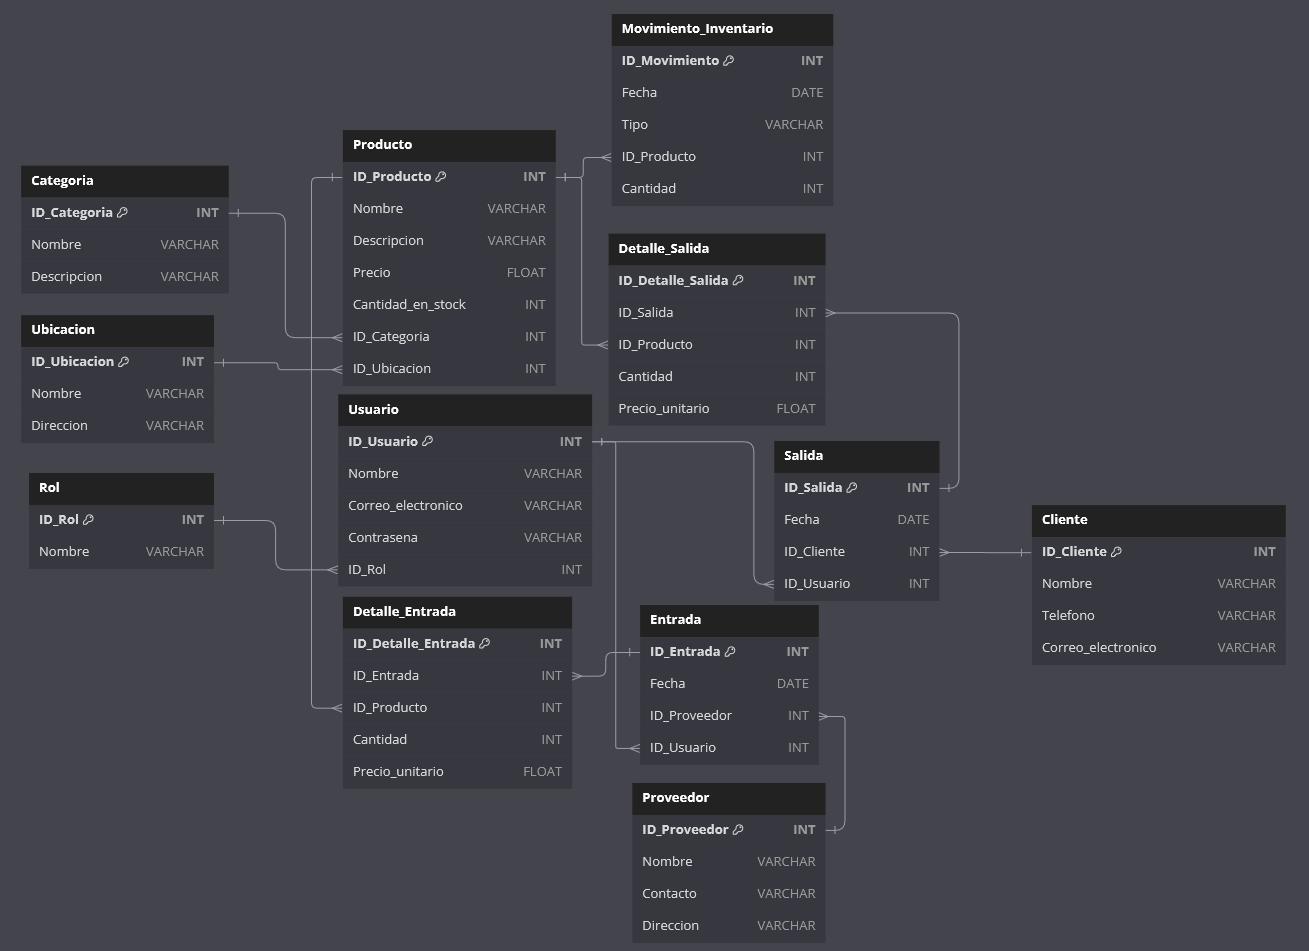 Movimiento_Inventario
ID_Movimiento INT
Fecha DATE
Tipo VARCHAR
ID_Producto INT
Cantidad INT
Producto
ID_Producto INT
Nombre VARCHAR
Descripcion VARCHAR
Precio FLOAT
Cantidad_en_stock INT
ID_Categoria INT
ID_Ubicacion INT
Categoria
ID_Categoria INT
Nombre VARCHAR
Descripcion VARCHAR
Detalle_Salida
ID_Detalle_Salida INT
ID_Salida INT
ID_Producto INT
Cantidad INT
Precio_unitario FLOAT
Ubicacion
ID_Ubicacion INT
Nombre VARCHAR
Direccion VARCHAR
Usuario
ID_Usuario INT
Nombre VARCHAR
Correo_electronico VARCHAR
Contrasena VARCHAR
ID_Rol INT
Salida
ID_Salida INT
Fecha DATE
ID_Cliente INT
ID_Usuario INT
Rol
ID_Rol INT
Nombre VARCHAR
Cliente
ID_Cliente INT
Nombre VARCHAR
Telefono VARCHAR
Correo_electronico VARCHAR
Detalle_Entrada
ID_Detalle_Entrada INT
ID_Entrada INT
ID_Producto INT
Cantidad INT
Precio_unitario FLOAT
Entrada
ID_Entrada INT
Fecha DATE
ID_Proveedor INT
ID_Usuario INT
Proveedor
ID_Proveedor INT
Nombre VARCHAR
Contacto VARCHAR
Direccion VARCHAR